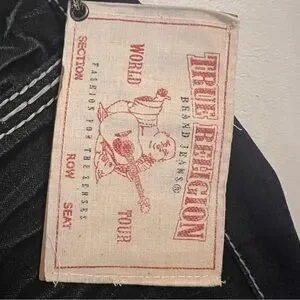 TRUE RELIGION
BRAND JEANS®
WORLD TOUR
FASHION FOR THE SENSES
SECTION ROW SEAT